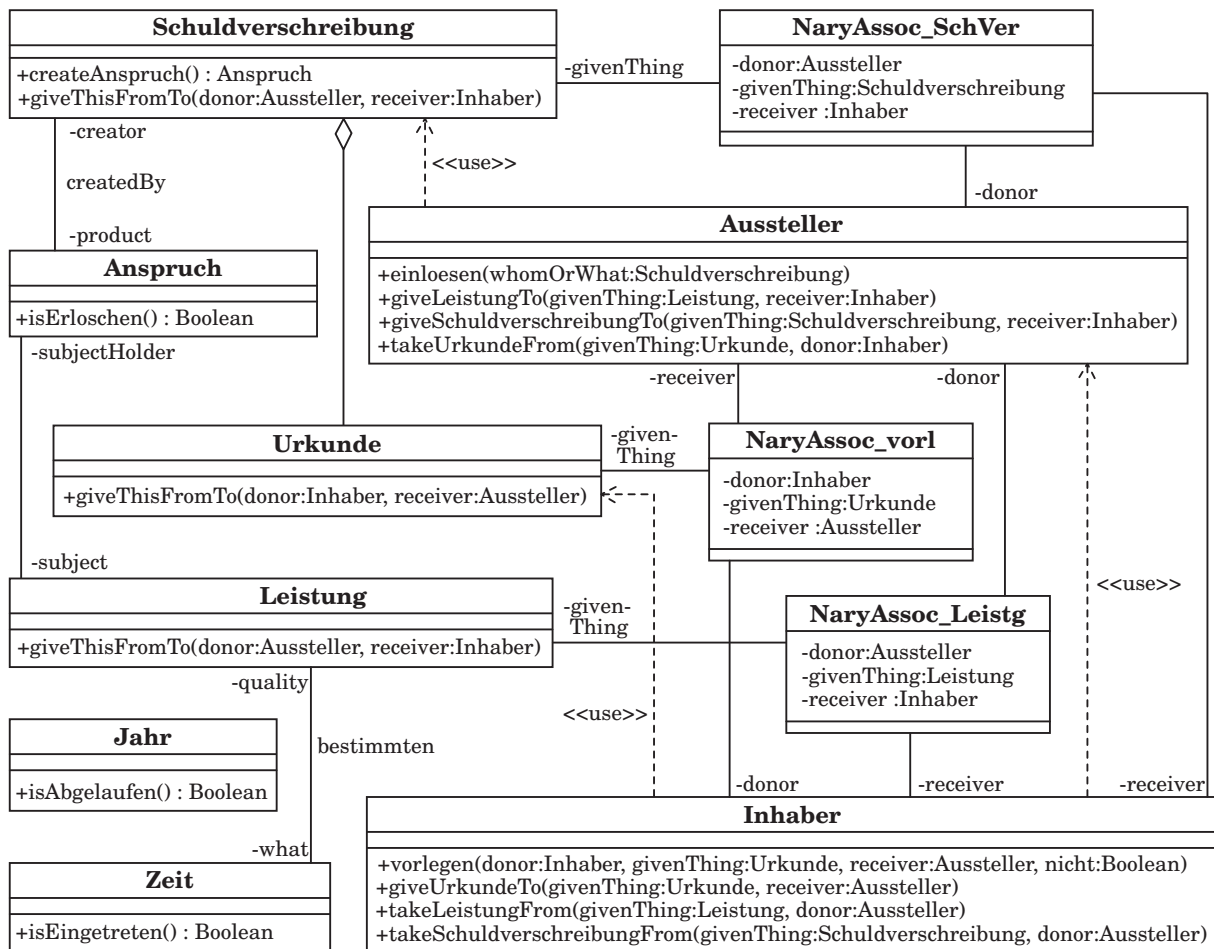 Schuldverschreibung
+createAnspruch() : Anspruch
+giveThisFromTo(donor:Aussteller, receiver:Inhaber)
-givenThing
NaryAssoc_SchVer
-donor:Aussteller
-givenThing:Schuldverschreibung
-receiver :Inhaber
-creator
createdBy
-product
<<use>>
-donor
-receiver
Aussteller
+einloesen(whomOrWhat:Schuldverschreibung)
+giveLeistungTo(givenThing:Leistung, receiver:Inhaber)
+giveSchuldverschreibungTo(givenThing:Schuldverschreibung, receiver:Inhaber)
+takeUrkundeFrom(givenThing:Urkunde, donor:Inhaber)
Anspruch
+isErloschen() : Boolean
-subjectHolder
-subject
-receiver
-donor
Urkunde
+giveThisFromTo(donor:Inhaber, receiver:Aussteller)
-given-
Thing
NaryAssoc_vorl
-donor:Inhaber
-givenThing:Urkunde
-receiver :Aussteller
<<use>>
Leistung
+giveThisFromTo(donor:Aussteller, receiver:Inhaber)
-given-
Thing
NaryAssoc_Leistg
-donor:Aussteller
-givenThing:Leistung
-receiver :Inhaber
-quality
bestimmten
-what
<<use>>
Jahr
+isAbgelaufen() : Boolean
-donor
-receiver
Zeit
+isEingetreten() : Boolean
Inhaber
+vorlegen(donor:Inhaber, givenThing:Urkunde, receiver:Aussteller, nicht:Boolean)
+giveUrkundeTo(givenThing:Urkunde, receiver:Aussteller)
+takeLeistungFrom(givenThing:Leistung, donor:Aussteller)
+takeSchuldverschreibungFrom(givenThing:Schuldverschreibung, donor:Aussteller)